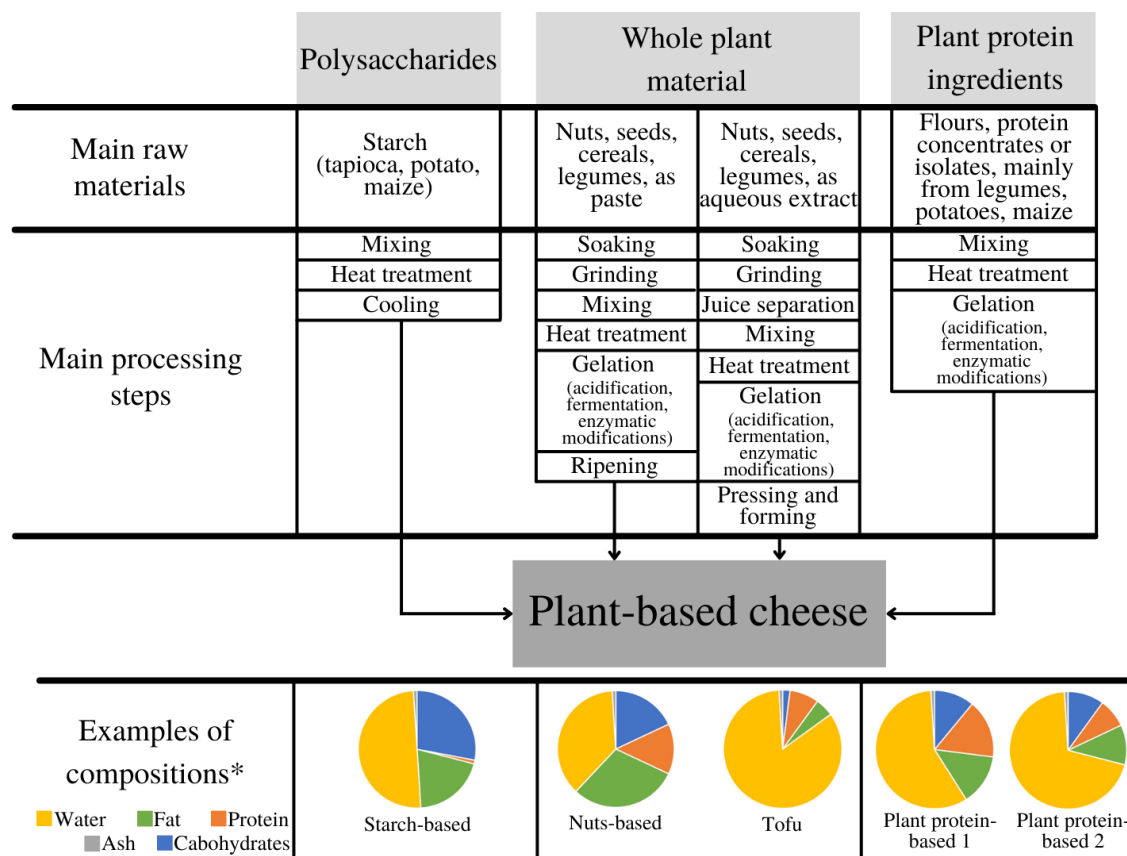 Polysaccharides
Whole plant
material
Plant protein
ingredients
Main raw
materials
Starch
(tapioca, potato,
maize)
Nuts, seeds,
cereals,
legumes, as
paste
Nuts, seeds,
cereals,
legumes, as
aqueous extract
Flours, protein
concentrates or
isolates, mainly
from legumes,
potatoes, maize
Main processing
steps
Mixing
Heat treatment
Cooling
Soaking
Grinding
Mixing
Heat treatment
Gelation
(acidification,
fermentation,
enzymatic
modifications)
Ripening
Soaking
Grinding
Juice separation
Mixing
Heat treatment
Gelation
(acidification,
fermentation,
enzymatic
modifications)
Pressing and
forming
Mixing
Heat treatment
Gelation
(acidification,
fermentation,
enzymatic
modifications)
Plant-based cheese
Examples of
compositions*
Water
Fat
Protein
Ash
Cabohydrates
Starch-based
Nuts-based
Tofu
Plant protein-
based 1
Plant protein-
based 2